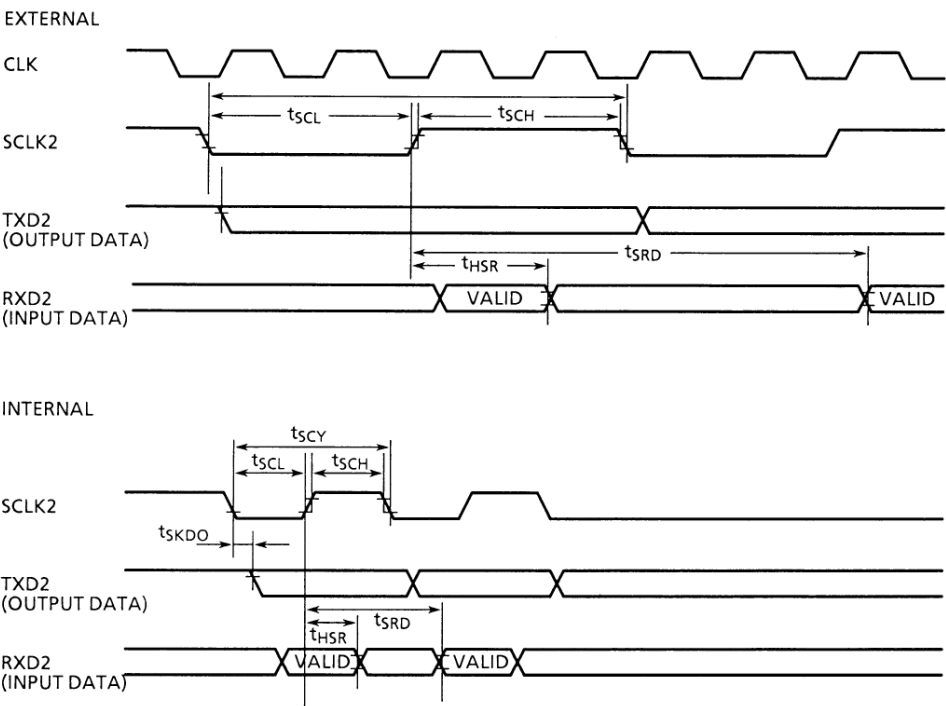 EXTERNAL
CLK
tSCL tSCH
SCLK2
TXD2
(OUTPUT DATA)
tSRD
tHSR
RXD2 VALID VALID
(INPUT DATA)
INTERNAL
tSCY
tSCL tSCH
SCLK2
tSKDO
TXD2
(OUTPUT DATA)
tSRD
tHSR
RXD2 VALID VALID
(INPUT DATA)